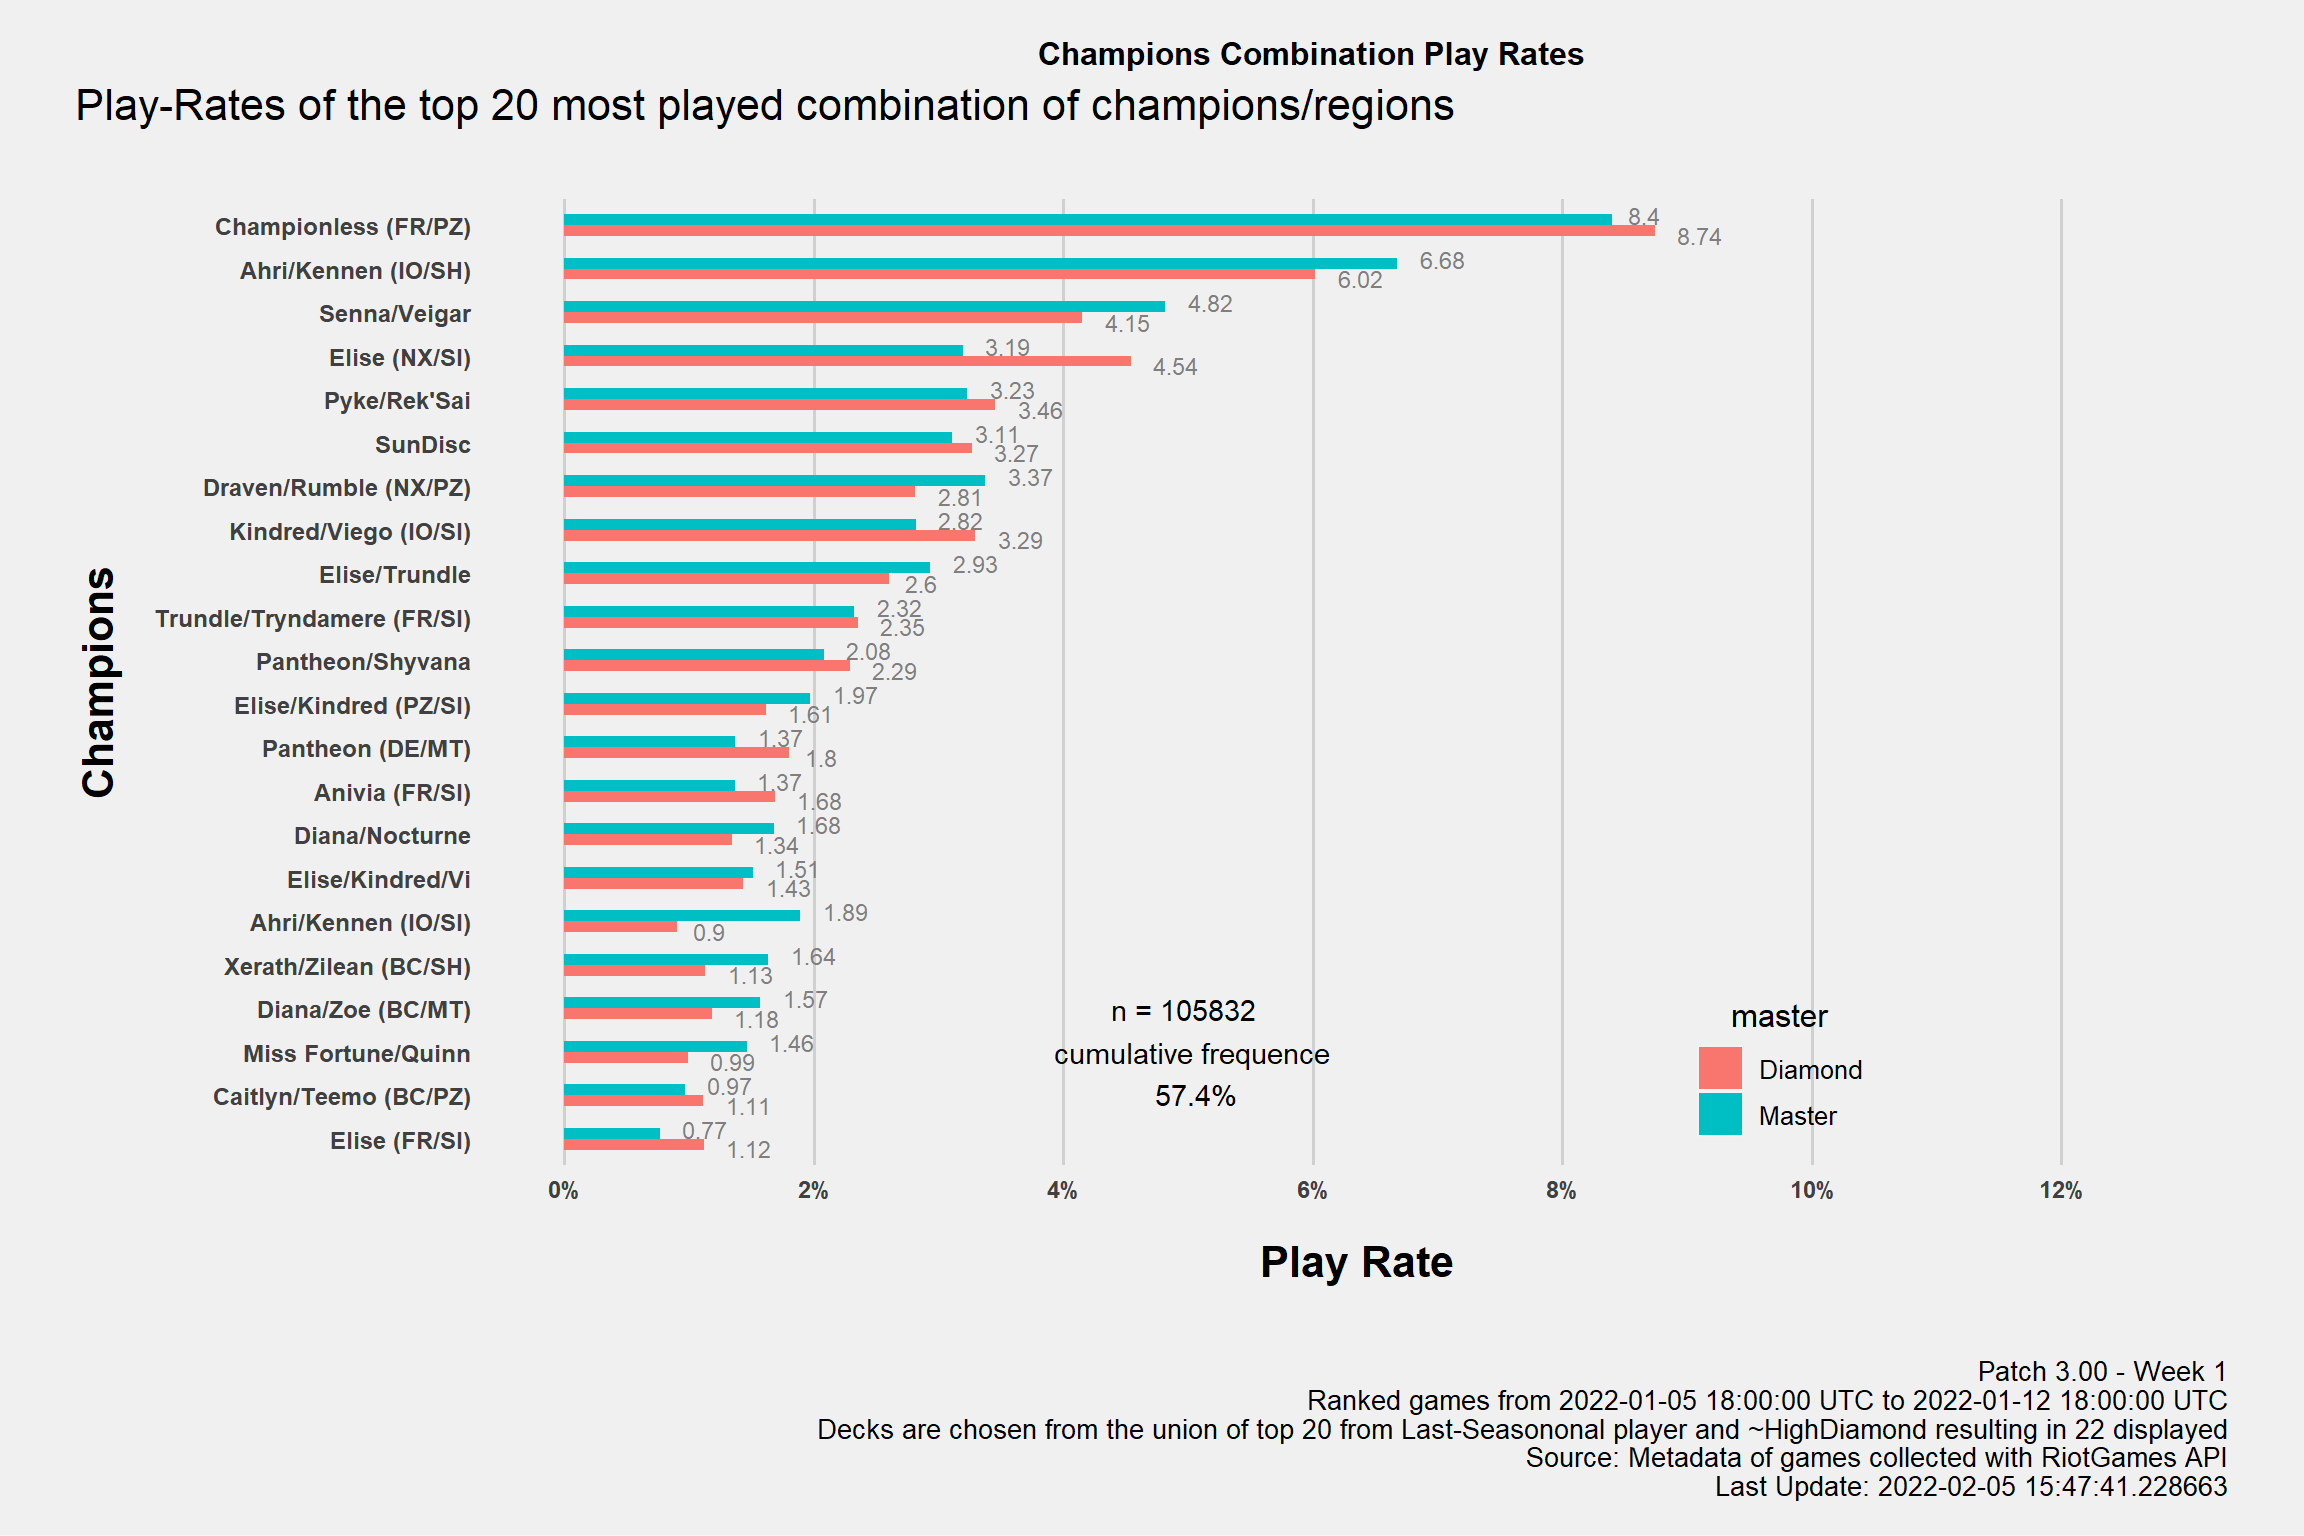 Champions Combination Play Rates
Play-Rates of the top 20 most played combination of champions/regions
Champions
Championless (FR/PZ) 8.4 8.74
Ahri/Kennen (IO/SH) 6.68 6.02
Senna/Veigar 4.82 4.15
Elise (NX/SI) 3.19 4.54
Pyke/Rek'Sai 3.23 3.46
SunDisc 3.11 3.27
Draven/Rumble (NX/PZ) 3.37 2.81
Kindred/Viego (IO/SI) 2.82 3.29
Elise/Trundle 2.93 2.6
Trundle/Tryndamere (FR/SI) 2.32 2.35
Pantheon/Shyvana 2.08 2.29
Elise/Kindred (PZ/SI) 1.97 1.61
Pantheon (DE/MT) 1.37 1.8
Anivia (FR/SI) 1.37 1.68
Diana/Nocturne 1.68 1.34
Elise/Kindred/Vi 1.51 1.43
Ahri/Kennen (IO/SI) 1.89 0.9
Xerath/Zilean (BC/SH) 1.64 1.13
Diana/Zoe (BC/MT) 1.57 1.18
Miss Fortune/Quinn 1.46 0.99
Caitlyn/Teemo (BC/PZ) 0.97 1.11
Elise (FR/SI) 0.77 1.12
n = 105832
cumulative frequence
57.4%
master
Diamond
Master
0% 2% 4% 6% 8% 10% 12%
Play Rate
Patch 3.00 - Week 1
Ranked games from 2022-01-05 18:00:00 UTC to 2022-01-12 18:00:00 UTC
Decks are chosen from the union of top 20 from Last-Seasononal player and ~HighDiamond resulting in 22 displayed
Source: Metadata of games collected with RiotGames API
Last Update: 2022-02-05 15:47:41.228663